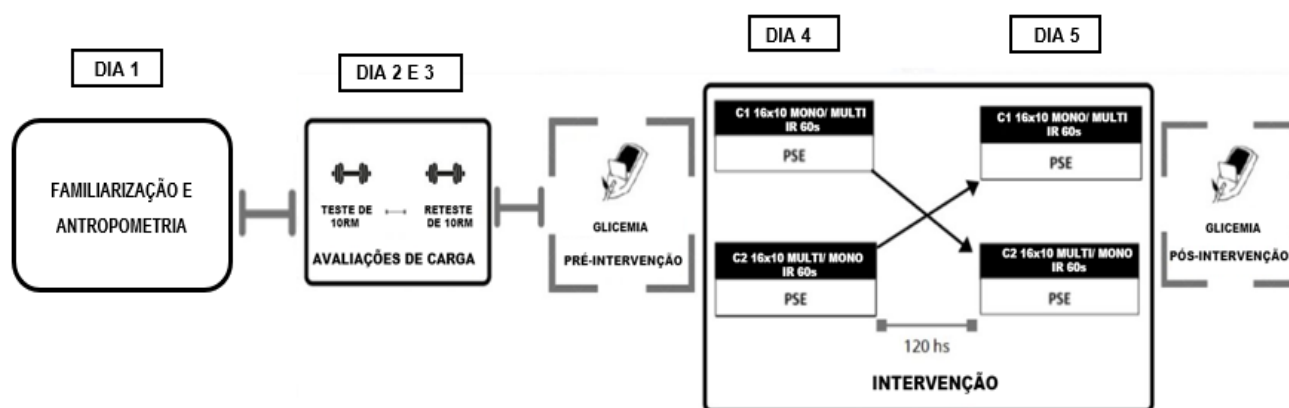 DIA 1
FAMILIARIZAÇÃO E
ANTROPOMETRIA
DIA 2 E 3
TESTE DE
10RM
RETESTE
DE 10RM
AVALIAÇÕES DE CARGA
GLICEMIA
PRÉ-INTERVENÇÃO
DIA 4
C1 16x10 MONO/ MULTI
IR 60s
PSE
C2 16x10 MULTI/ MONO
IR 60s
PSE
DIA 5
C1 16x10 MONO/ MULTI
IR 60s
PSE
C2 16x10 MULTI/ MONO
IR 60s
PSE
120 hs
INTERVENÇÃO
GLICEMIA
PÓS-INTERVENÇÃO